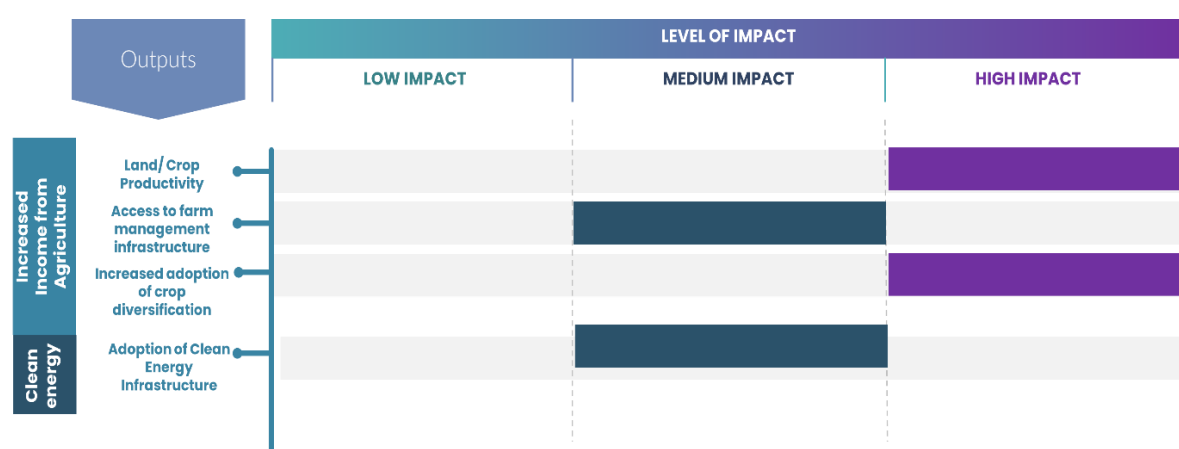 Outputs
LEVEL OF IMPACT
LOW IMPACT
MEDIUM IMPACT
HIGH IMPACT
Increased
Income from
Agriculture
Land/ Crop
Productivity
Access to farm
management
infrastructure
Increased adoption
of crop
diversification
Clean
energy
Adoption of Clean
Energy
Infrastructure